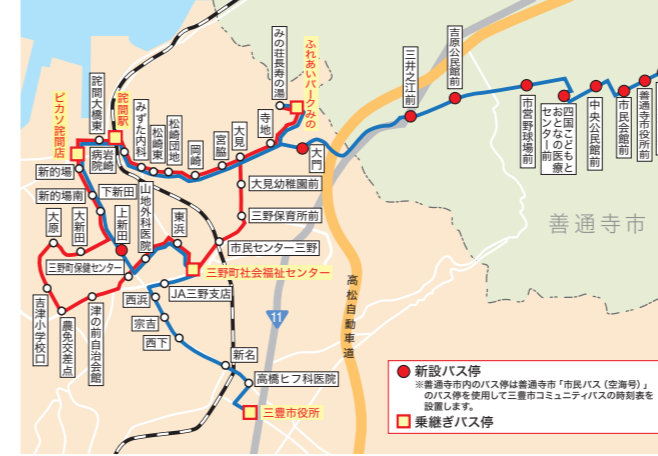 みの荘長寿の湯
ふれあいパークみの
三井之江前
吉原公民館前
市営野球場前
四国こどもと
おとなの医療
センター前
中央公民館前
市民会館前
善通寺市役所前
ピカソ詫間店
詫間大橋東
詫間駅
みずた内科
松崎東
松崎団地
岡崎
宮脇
大見
寺地
大門
岩崎
病院
新的場
新的場南
下新田
上新田
山地外科医院
東浜
大見幼稚園前
三野保育所前
市民センター三野
三野町社会福祉センター
大原
大新田
三野町保健センター
吉津小学校口
農免交差点
津の前自治会館
西浜
JA三野支店
宗吉
西下
新名
高橋ヒフ科医院
三豊市役所
11
高松自動車道
善通寺市
新設バス停
※善通寺市内のバス停は善通寺市「市民バス(空海号)」
のバス停を使用して三豊市コミュニティバスの時刻表を
設置します。
乗継ぎバス停